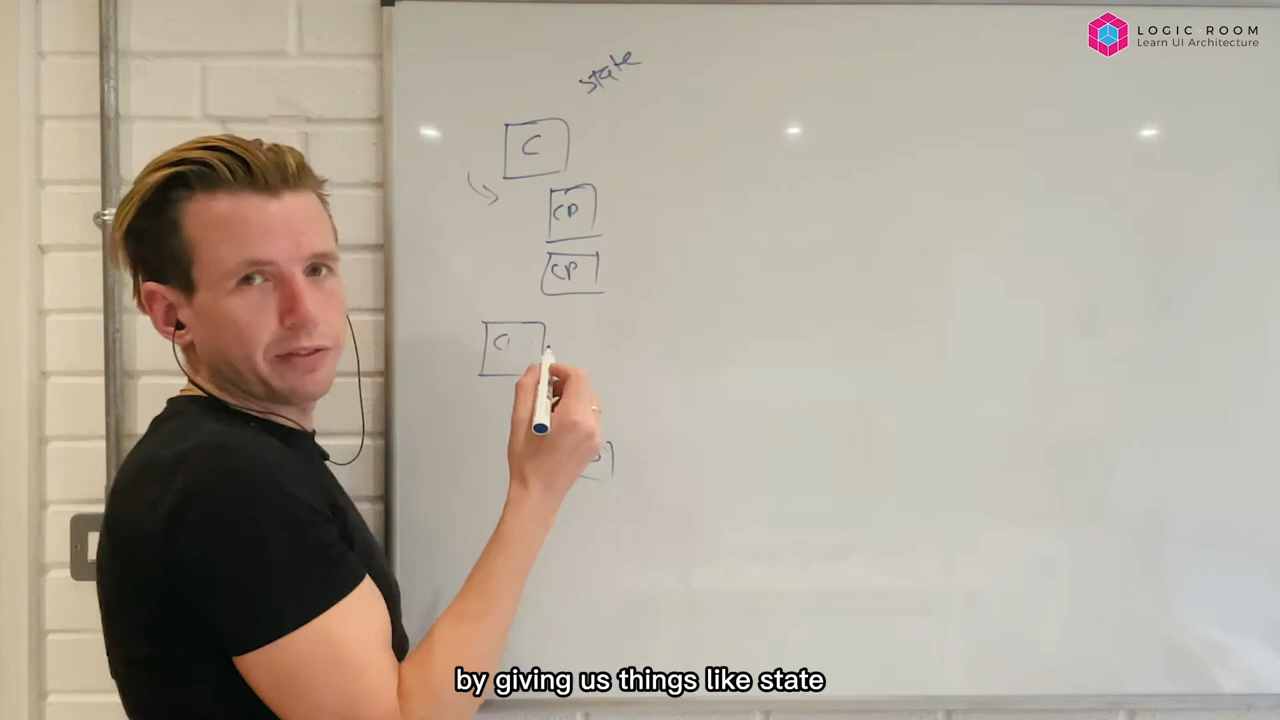 LOGIC ROOM
Learn UI Architecture
state
C
CP
CP
C
by giving us things like state